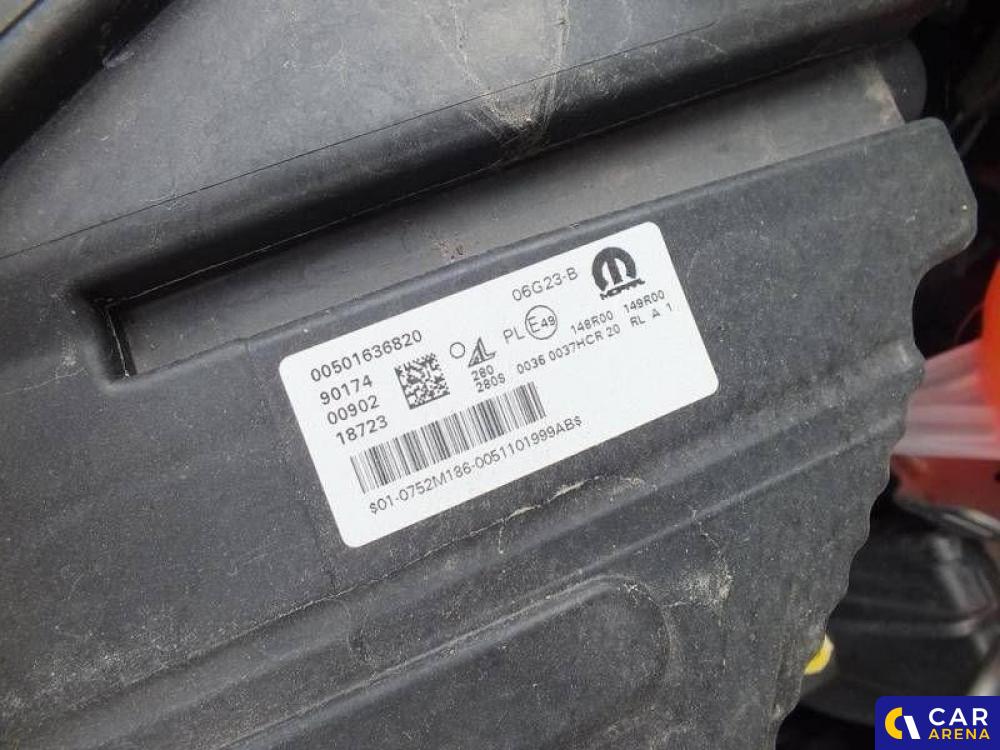 00501636820
90174
00902
18723
06G23-B
MOPAR
PL E49 148R00 149R00
280 0036 0037HCR 20 RL A 1
280$
$01-0752M186-0051101999AB$
CAR
ARENA